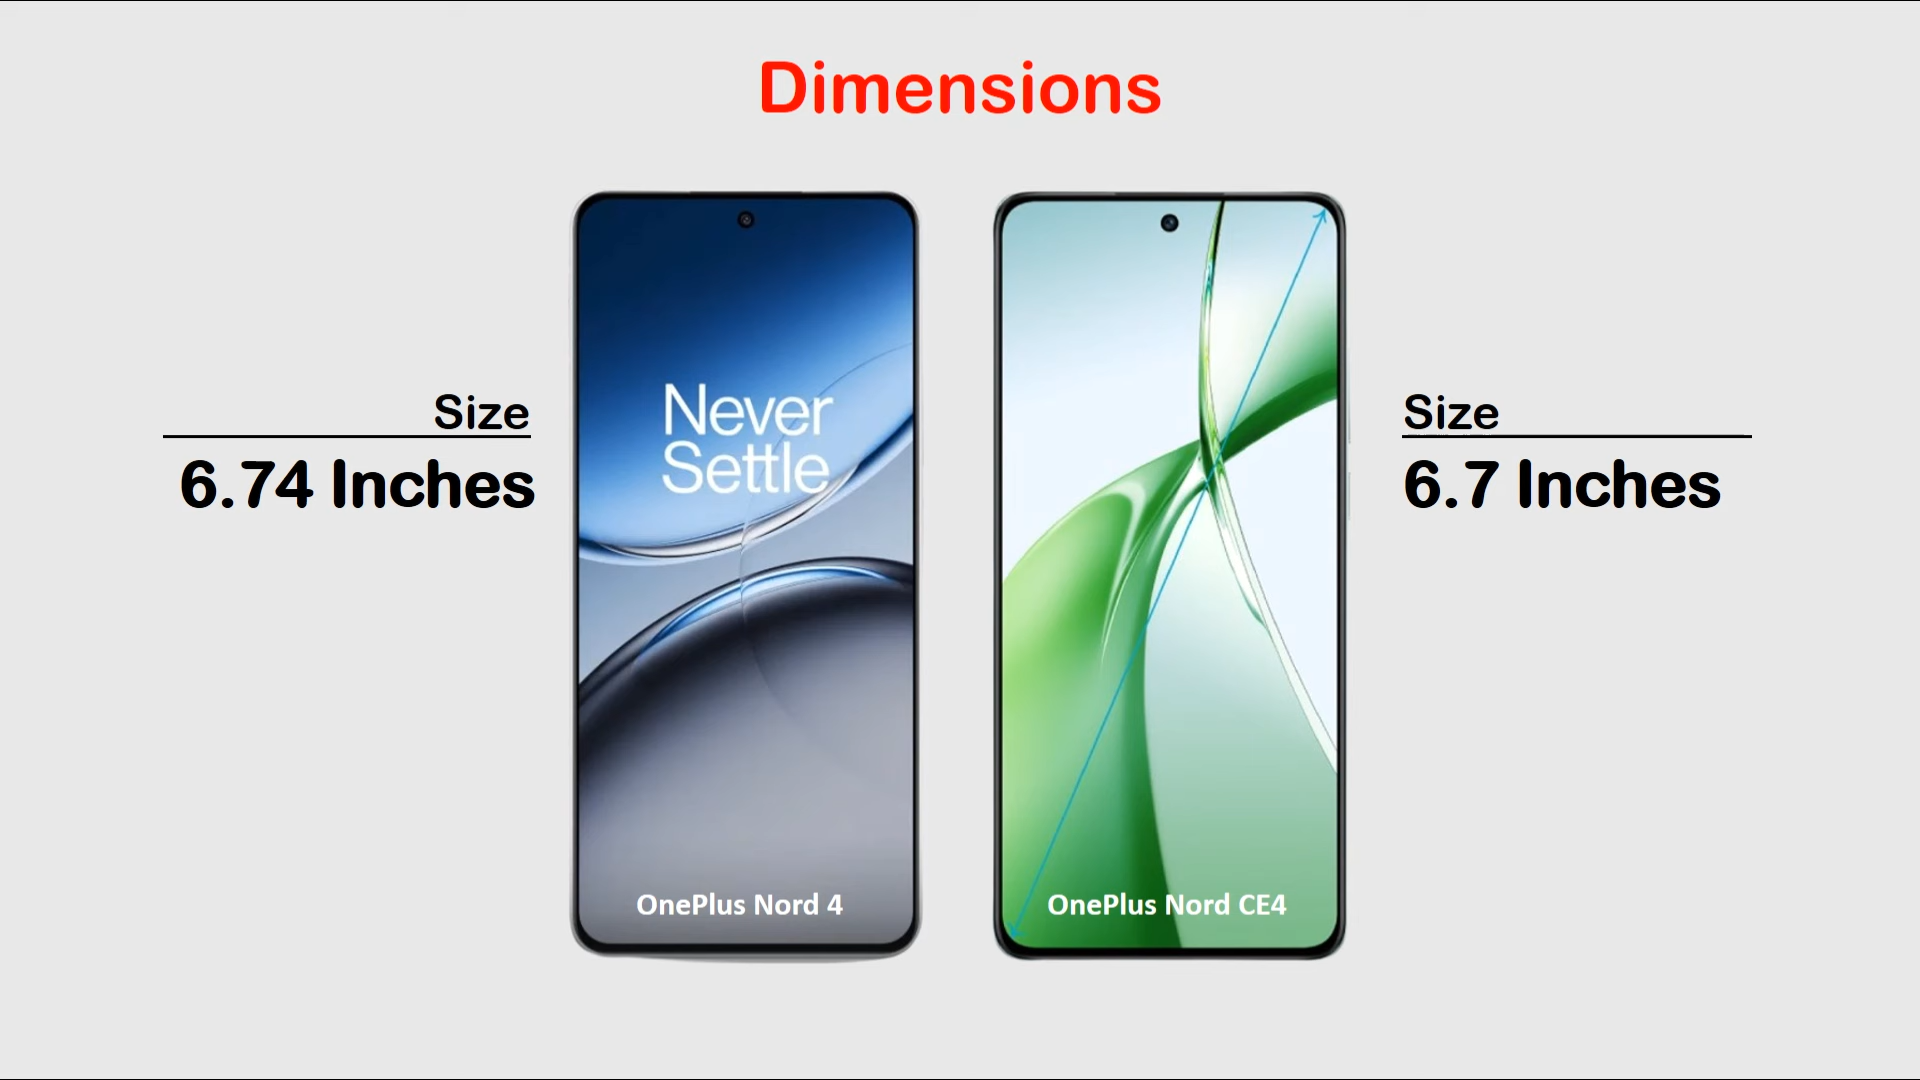 Dimensions
Size
6.74 Inches
Never
Settle
OnePlus Nord 4
OnePlus Nord CE4
Size
6.7 Inches